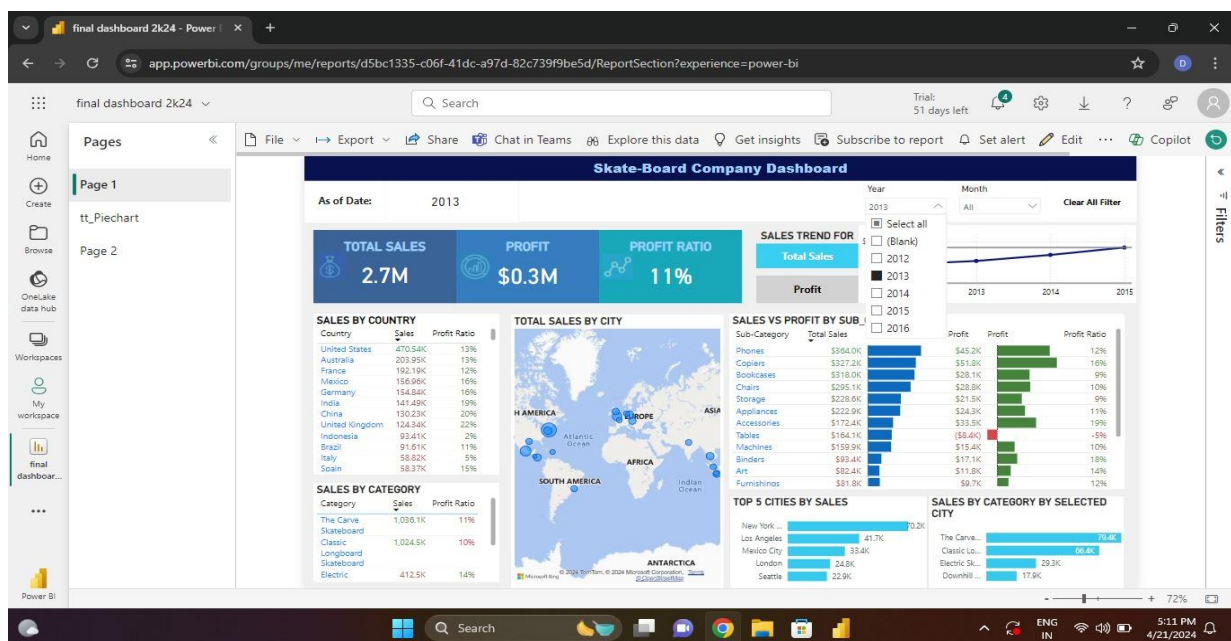 final dashboard 2k24 - Power
app.powerbi.com/groups/me/reports/d5bc1335-c06f-41dc-a97d-82c739f9be5d/ReportSection?experience=power-bi
D
final dashboard 2k24
Search
Trial:
51 days left
4
?
Home
Create
Browse
OneLake
data hub
Workspaces
My
workspace
final
dashboar...
Power BI
Pages
Page 1
tt_Piechart
Page 2
File
Export
Share
Chat in Teams
Explore this data
Get insights
Subscribe to report
Set alert
Edit
Copilot
Filters
Skate-Board Company Dashboard
As of Date:
2013
Year
2013
Month
All
Clear All Filter
Select all
(Blank)
2012
2013
2014
2015
2016
TOTAL SALES
2.7M
PROFIT
$0.3M
PROFIT RATIO
11%
SALES TREND FOR
Total Sales
Profit
2013 2014 2015
SALES BY COUNTRY
Country Sales Profit Ratio
United States 470.54K 13%
Australia 203.95K 13%
France 192.19K 12%
Mexico 156.96K 16%
Germany 154.84K 16%
India 141.49K 19%
China 130.23K 20%
United Kingdom 124.34K 22%
Indonesia 93.41K 2%
Brazil 91.61K 11%
Italy 58.82K 5%
Spain 58.37K 15%
SALES BY CATEGORY
Category Sales Profit Ratio
The Carve 1,036.1K 11%
Skateboard
Classic 1,024.5K 10%
Longboard
Skateboard
Electric 412.5K 14%
TOTAL SALES BY CITY
H AMERICA
EUROPE
ASIA
Atlantic
Ocean
AFRICA
SOUTH AMERICA
Indian
Ocean
ANTARCTICA
Microsoft Bing
© 2024 TomTom, © 2024 Microsoft Corporation, Terms
© OpenStreetMap
SALES VS PROFIT BY SUB_
Sub-Category Total Sales Profit Profit Profit Ratio
Phones $364.0K $45.2K 12%
Copiers $327.2K $51.8K 16%
Bookcases $318.0K $28.1K 9%
Chairs $295.1K $28.8K 10%
Storage $228.6K $21.5K 9%
Appliances $222.9K $24.3K 11%
Accessories $172.4K $33.5K 19%
Tables $164.1K ($8.4K) -5%
Machines $159.9K $15.4K 10%
Binders $93.4K $17.1K 18%
Art $82.4K $11.8K 14%
Furnishings $81.8K $9.7K 12%
TOP 5 CITIES BY SALES
New York ... 70.2K
Los Angeles 41.7K
Mexico City 33.4K
London 24.8K
Seattle 22.9K
SALES BY CATEGORY BY SELECTED
CITY
The Carve... 79.4K
Classic Lo... 66.4K
Electric Sk... 29.3K
Downhill ... 17.9K
- + 72%
Search
ENG
IN
5:11 PM
4/21/2024